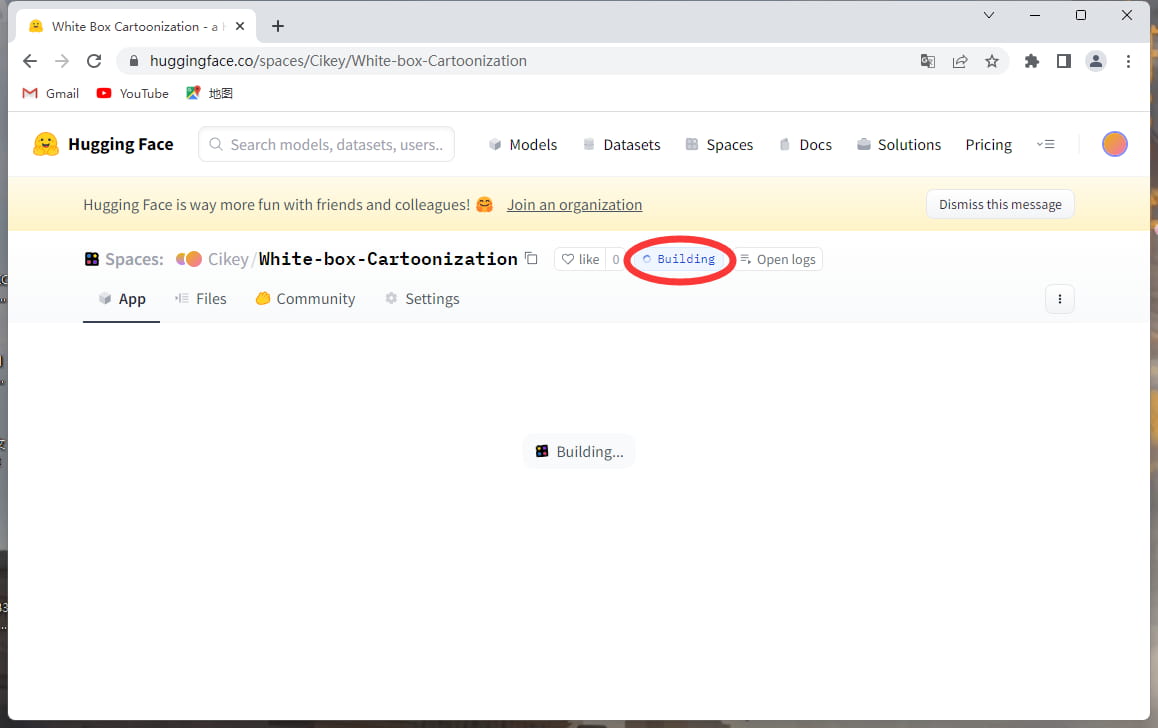 White Box Cartoonization - a
huggingface.co/spaces/Cikey/White-box-Cartoonization
Gmail YouTube 地图
Hugging Face Search models, datasets, users.. Models Datasets Spaces Docs Solutions Pricing
Hugging Face is way more fun with friends and colleagues! Join an organization Dismiss this message
Spaces: Cikey/White-box-Cartoonization like 0 Building Open logs
App Files Community Settings
Building...